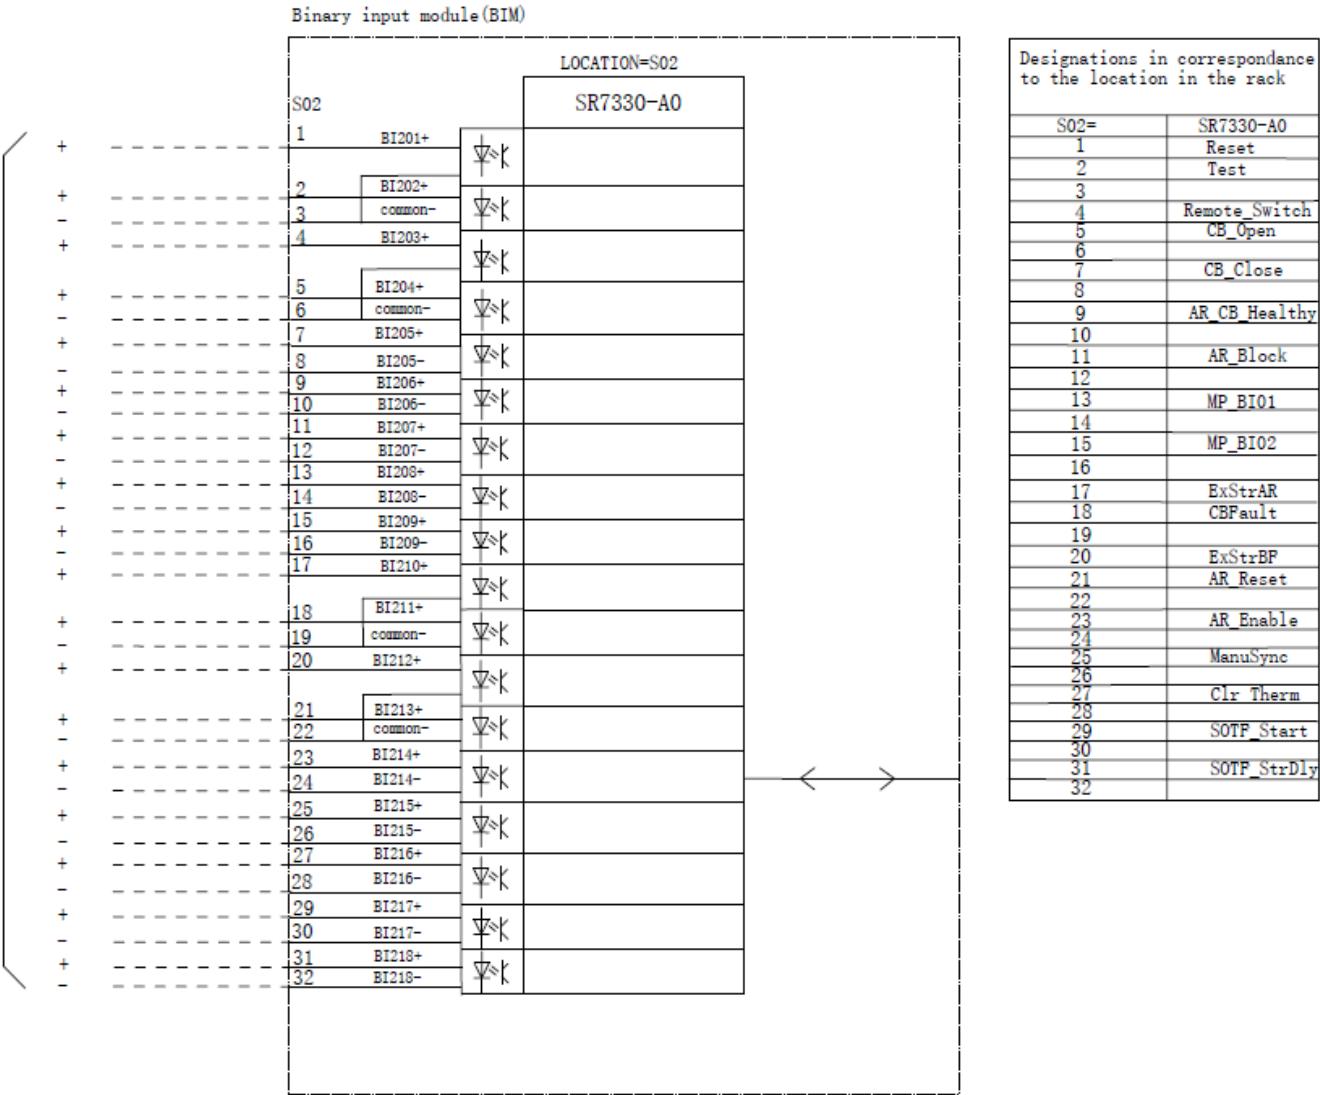 Binary input module(BIM)
LOCATION=S02
SR7330-A0
S02
1 BI201+
+
2 BI202+
+
3 common-
-
4 BI203+
+
5 BI204+
+
6 common-
-
7 BI205+
+
8 BI205-
-
9 BI206+
+
10 BI206-
-
11 BI207+
+
12 BI207-
-
13 BI208+
+
14 BI208-
-
15 BI209+
+
16 BI209-
-
17 BI210+
+
18 BI211+
+
19 common-
-
20 BI212+
+
21 BI213+
+
22 common-
-
23 BI214+
+
24 BI214-
-
25 BI215+
+
26 BI215-
-
27 BI216+
+
28 BI216-
-
29 BI217+
+
30 BI217-
-
31 BI218+
+
32 BI218-
-
Designations in correspondance
to the location in the rack
S02= SR7330-A0
1 Reset
2 Test
3
4 Remote_Switch
5 CB_Open
6
7 CB_Close
8
9 AR_CB_Healthy
10
11 AR_Block
12
13 MP_BI01
14
15 MP_BI02
16
17 ExStrAR
18 CBFault
19
20 ExStrBF
21 AR_Reset
22
23 AR_Enable
24
25 ManuSync
26
27 Clr Therm
28
29 SOTF_Start
30
31 SOTF_StrDly
32